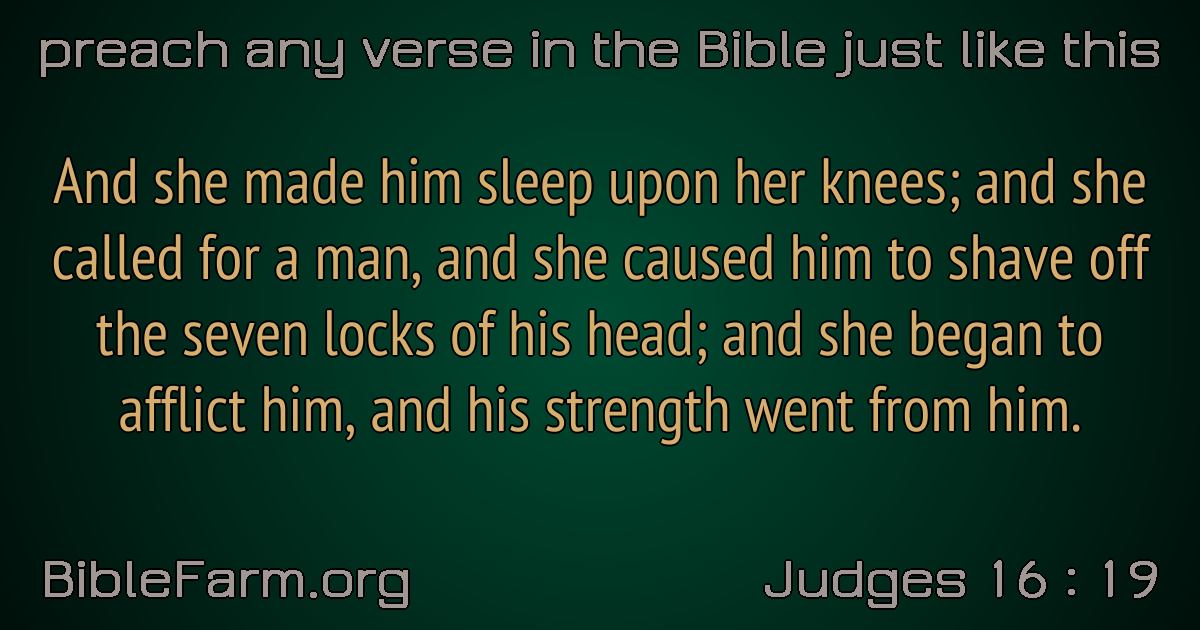 preach any verse in the Bible just like this
And she made him sleep upon her knees; and she
called for a man, and she caused him to shave off
the seven locks of his head; and she began to
afflict him, and his strength went from him.
BibleFarm.org
Judges 16 : 19